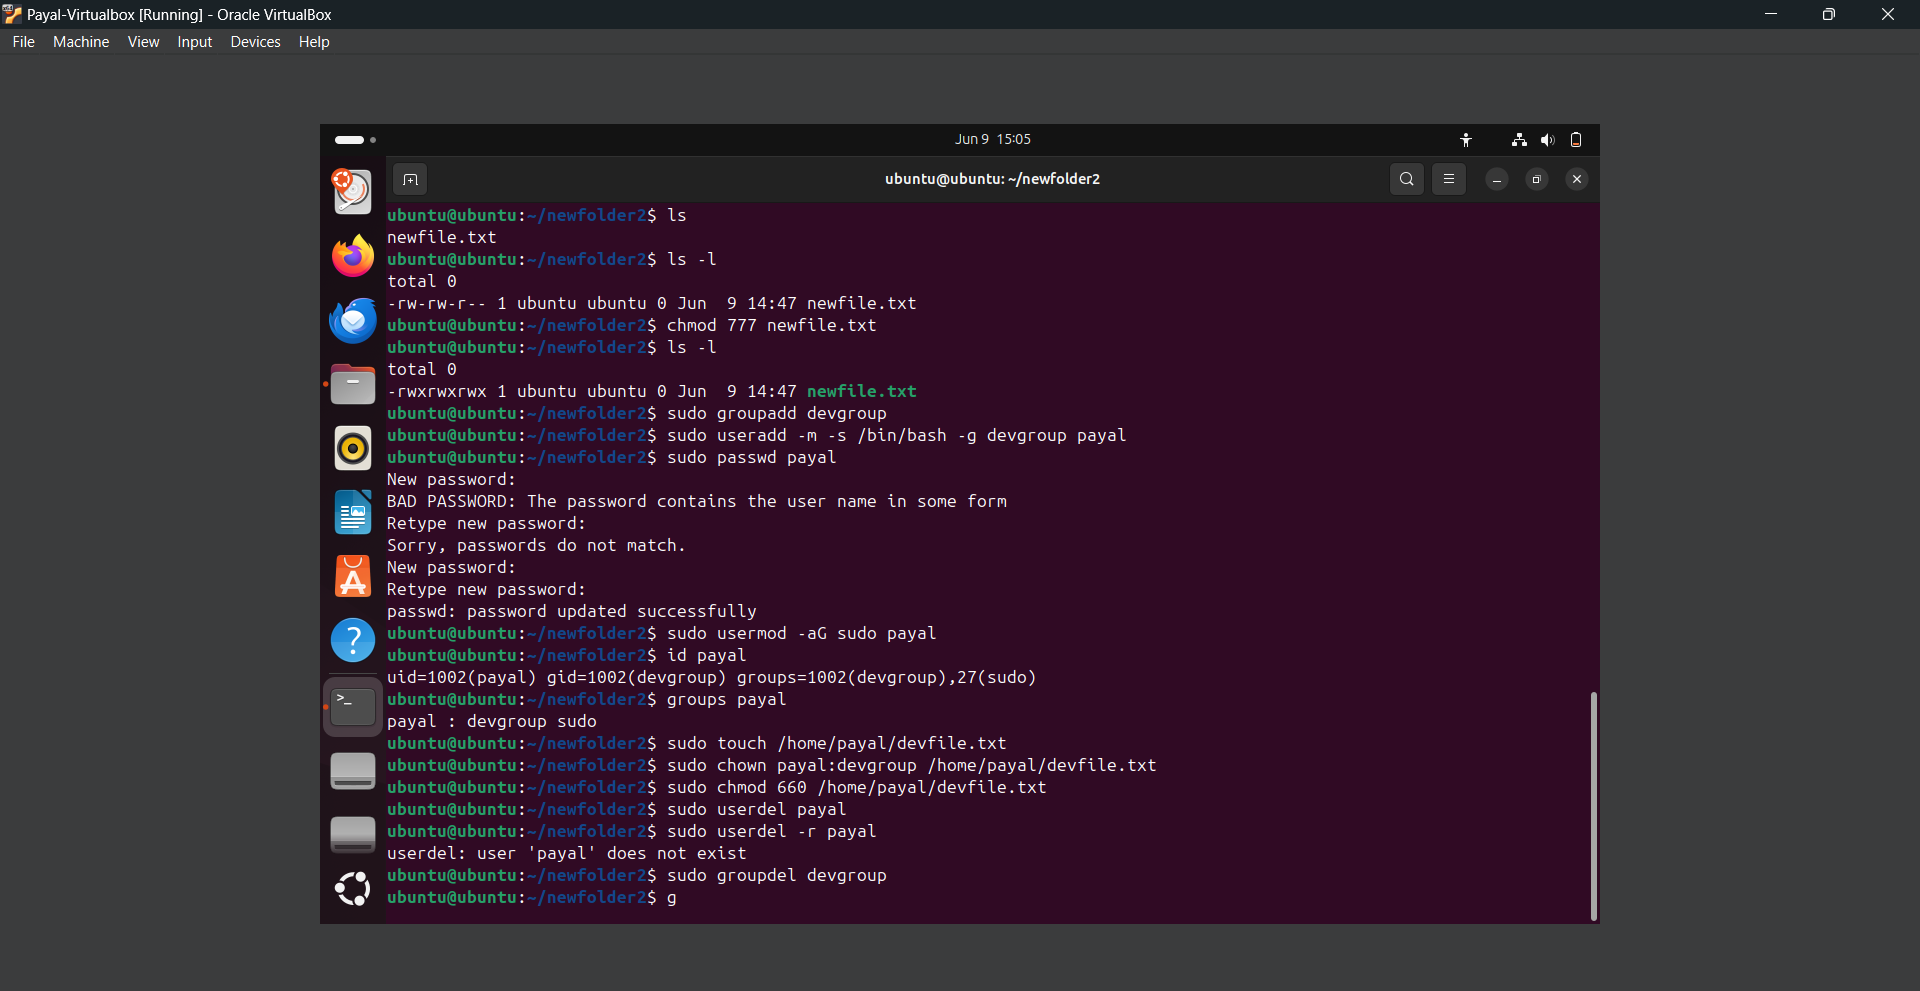 Payal-Virtualbox [Running] - Oracle VirtualBox
File Machine View Input Devices Help
Jun 9 15:05
ubuntu@ubuntu: ~/newfolder2
ubuntu@ubuntu:~/newfolder2$ ls
newfile.txt
ubuntu@ubuntu:~/newfolder2$ ls -l
total 0
-rw-rw-r-- 1 ubuntu ubuntu 0 Jun  9 14:47 newfile.txt
ubuntu@ubuntu:~/newfolder2$ chmod 777 newfile.txt
ubuntu@ubuntu:~/newfolder2$ ls -l
total 0
-rwxrwxrwx 1 ubuntu ubuntu 0 Jun  9 14:47 newfile.txt
ubuntu@ubuntu:~/newfolder2$ sudo groupadd devgroup
ubuntu@ubuntu:~/newfolder2$ sudo useradd -m -s /bin/bash -g devgroup payal
ubuntu@ubuntu:~/newfolder2$ sudo passwd payal
New password:
BAD PASSWORD: The password contains the user name in some form
Retype new password:
Sorry, passwords do not match.
New password:
Retype new password:
passwd: password updated successfully
ubuntu@ubuntu:~/newfolder2$ sudo usermod -aG sudo payal
ubuntu@ubuntu:~/newfolder2$ id payal
uid=1002(payal) gid=1002(devgroup) groups=1002(devgroup),27(sudo)
ubuntu@ubuntu:~/newfolder2$ groups payal
payal : devgroup sudo
ubuntu@ubuntu:~/newfolder2$ sudo touch /home/payal/devfile.txt
ubuntu@ubuntu:~/newfolder2$ sudo chown payal:devgroup /home/payal/devfile.txt
ubuntu@ubuntu:~/newfolder2$ sudo chmod 660 /home/payal/devfile.txt
ubuntu@ubuntu:~/newfolder2$ sudo userdel payal
ubuntu@ubuntu:~/newfolder2$ sudo userdel -r payal
userdel: user 'payal' does not exist
ubuntu@ubuntu:~/newfolder2$ sudo groupdel devgroup
ubuntu@ubuntu:~/newfolder2$ g